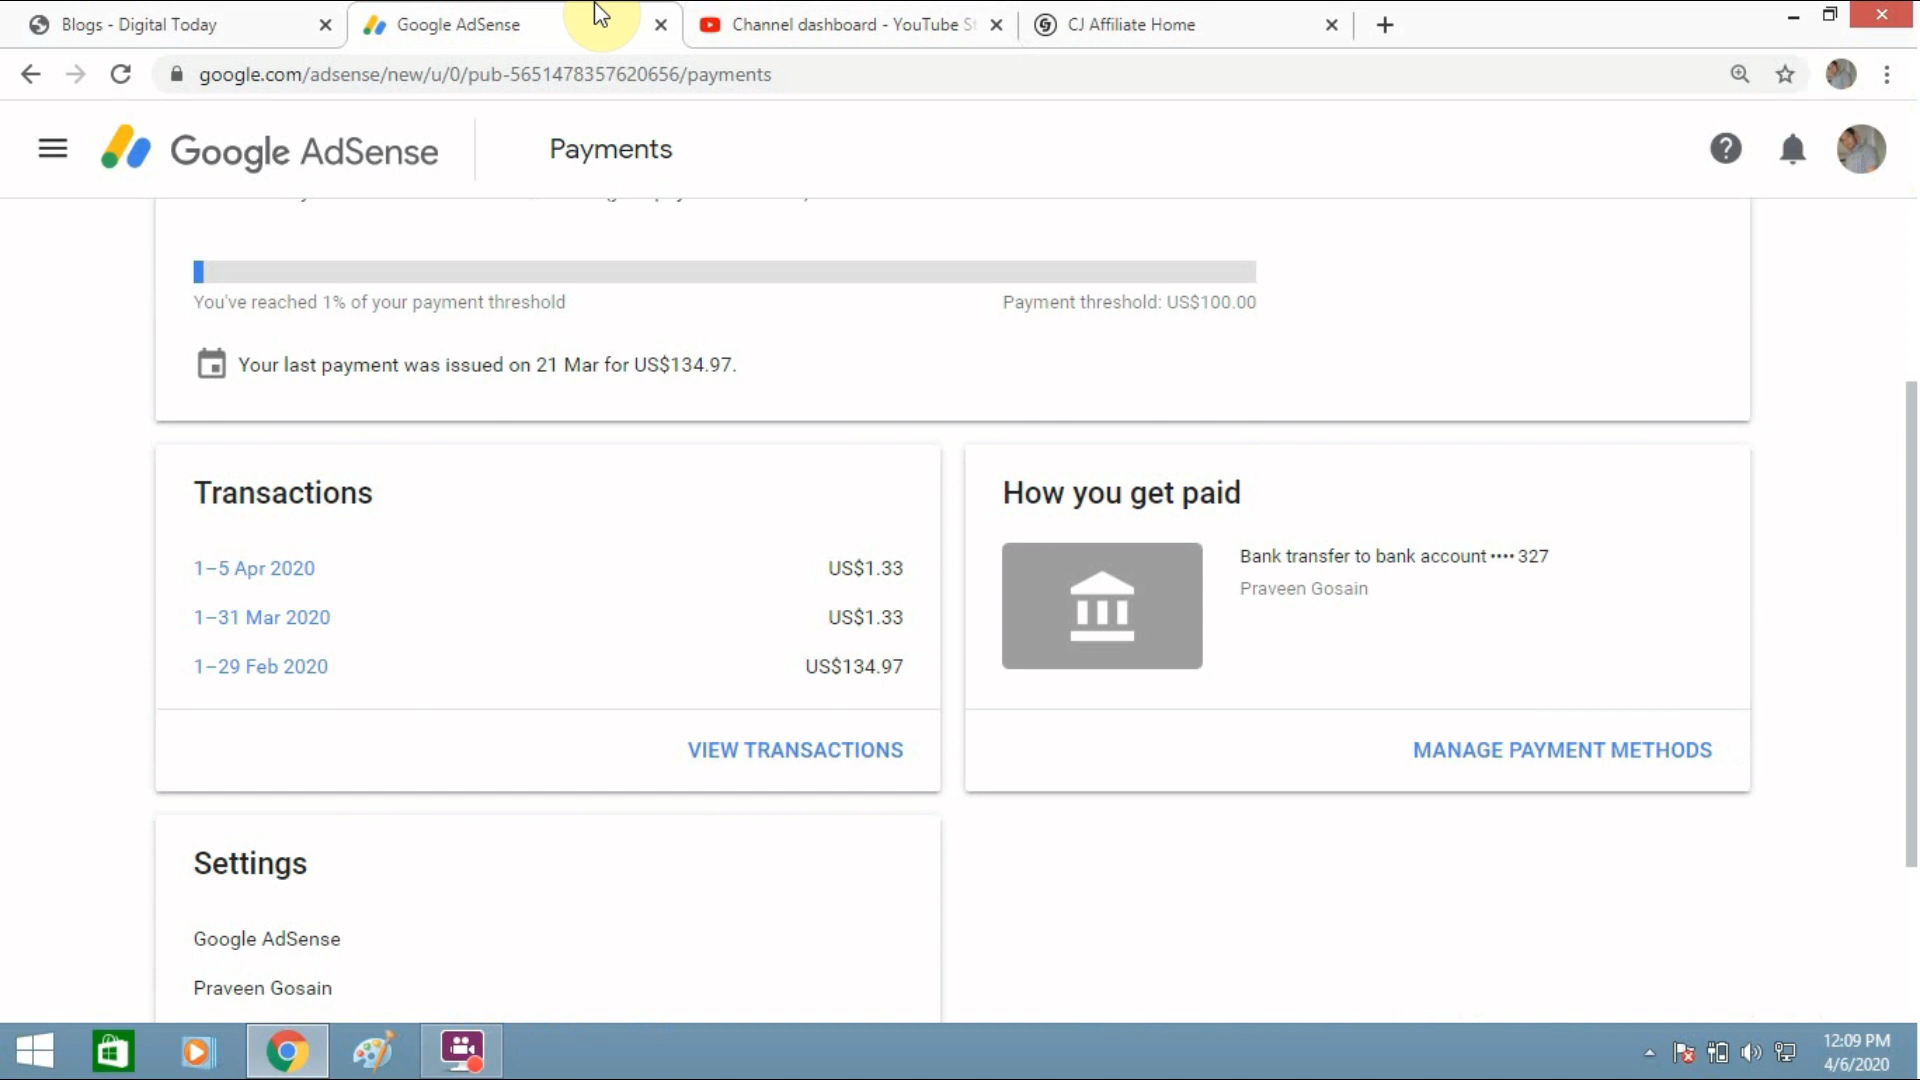 Blogs - Digital Today
Google AdSense
Channel dashboard - YouTube St
CJ Affiliate Home
google.com/adsense/new/u/0/pub-5651478357620656/payments
Google AdSense
Payments
You've reached 1% of your payment threshold
Payment threshold: US$100.00
Your last payment was issued on 21 Mar for US$134.97.
Transactions
1–5 Apr 2020 US$1.33
1–31 Mar 2020 US$1.33
1–29 Feb 2020 US$134.97
VIEW TRANSACTIONS
How you get paid
Bank transfer to bank account •••• 327
Praveen Gosain
MANAGE PAYMENT METHODS
Settings
Google AdSense
Praveen Gosain
12:09 PM
4/6/2020